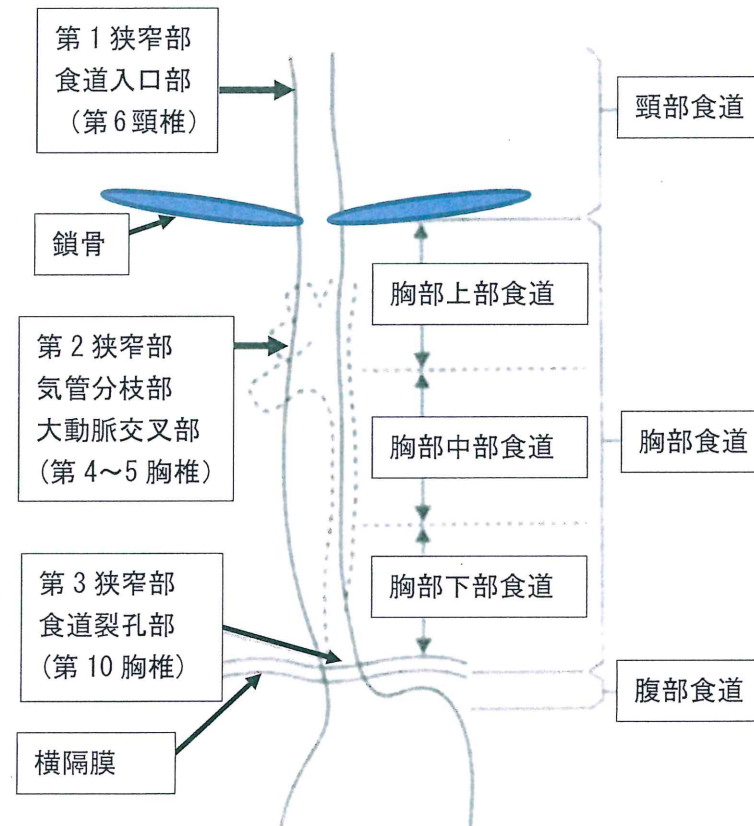 第1狭窄部
食道入口部
（第6頸椎）
頸部食道
鎖骨
胸部上部食道
第2狭窄部
気管分枝部
大動脈交叉部
(第4～5胸椎)
胸部中部食道
胸部食道
第3狭窄部
食道裂孔部
(第10胸椎)
胸部下部食道
腹部食道
横隔膜